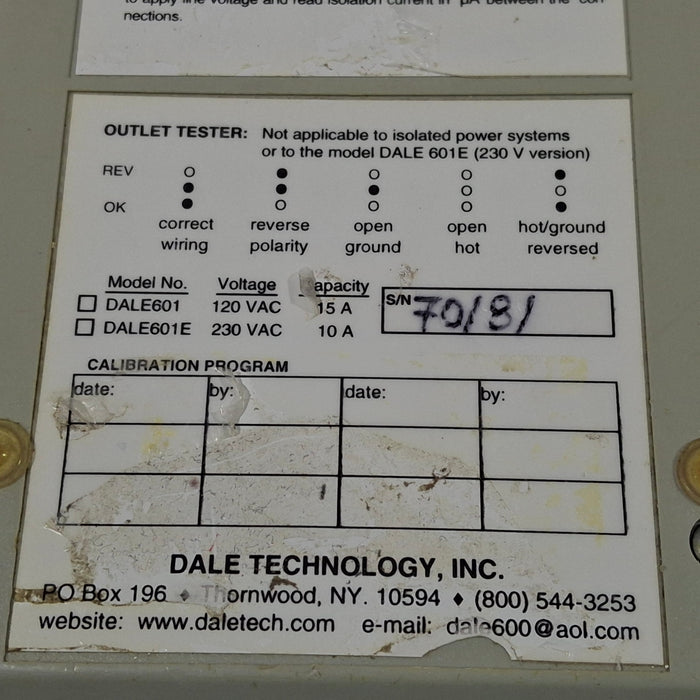 to apply line voltage and read isolation current in µA between the con-
nections.
OUTLET TESTER: Not applicable to isolated power systems
or to the model DALE 601E (230 V version)
REV ○ ● ○ ○ ●
● ● ● ○ ○
OK ● ○ ○ ○ ●
correct reverse open open hot/ground
wiring polarity ground hot reversed
Model No. Voltage apacity
☐ DALE601 120 VAC 15 A
☐ DALE601E 230 VAC 10 A
S/N 70181
CALIBRATION PROGRAM
date: by: date: by:
DALE TECHNOLOGY, INC.
PO Box 196 ♦ Thornwood, NY. 10594 ♦ (800) 544-3253
website: www.daletech.com e-mail: dale600@aol.com